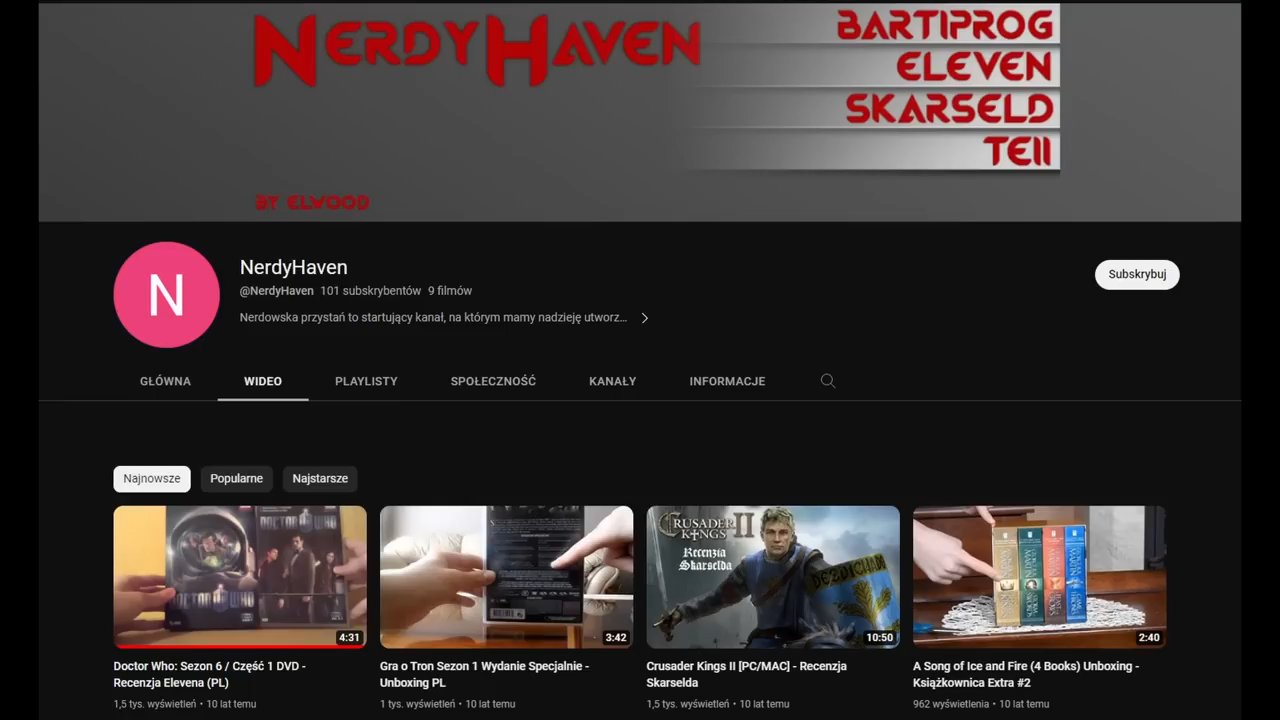 NERDYHAVEN
BARTIPROG
ELEVEN
SKARSELD
TEII
BY ELWOOD
N
NerdyHaven
@NerdyHaven 101 subskrybentów 9 filmów
Nerdowska przystań to startujący kanał, na którym mamy nadzieję utworz...
Subskrybuj
GŁÓWNA WIDEO PLAYLISTY SPOŁECZNOŚĆ KANAŁY INFORMACJE
Najnowsze Popularne Najstarsze
DOCTOR WHO
DOCTOR WHO
4:31
3:42
CRUSADER
KINGS II
Recenzja
Skarselda
10:50
2:40
Doctor Who: Sezon 6 / Część 1 DVD -
Recenzja Elevena (PL)
1,5 tys. wyświetleń • 10 lat temu
Gra o Tron Sezon 1 Wydanie Specjalnie -
Unboxing PL
1 tys. wyświetleń • 10 lat temu
Crusader Kings II [PC/MAC] - Recenzja
Skarselda
1,5 tys. wyświetleń • 10 lat temu
A Song of Ice and Fire (4 Books) Unboxing -
Książkownica Extra #2
962 wyświetlenia • 10 lat temu